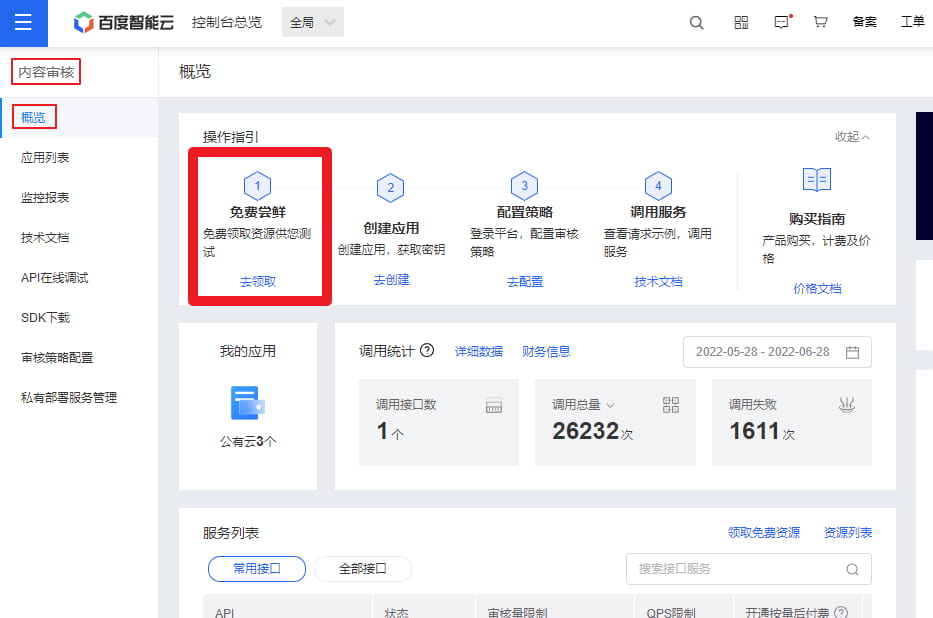 百度智能云 控制台总览 全局 备案 工单
内容审核
概览
应用列表
监控报表
技术文档
API在线调试
SDK下载
审核策略配置
私有部署服务管理
概览
操作指引
收起
1
免费尝鲜
免费领取资源供您测
试
去领取
2
创建应用
创建应用，获取密钥
去创建
3
配置策略
登录平台，配置审核
策略
去配置
4
调用服务
查看请求示例，调用
服务
技术文档
购买指南
产品购买，计费及价
格
价格文档
我的应用
公有云3个
调用统计 ? 详细数据 财务信息
2022-05-28 - 2022-06-28
调用接口数
1个
调用总量
26232次
调用失败
1611次
服务列表
领取免费资源 资源列表
常用接口 全部接口
搜索接口服务
API 状态 审核量限制 QPS限制 开通按量后付费 ?